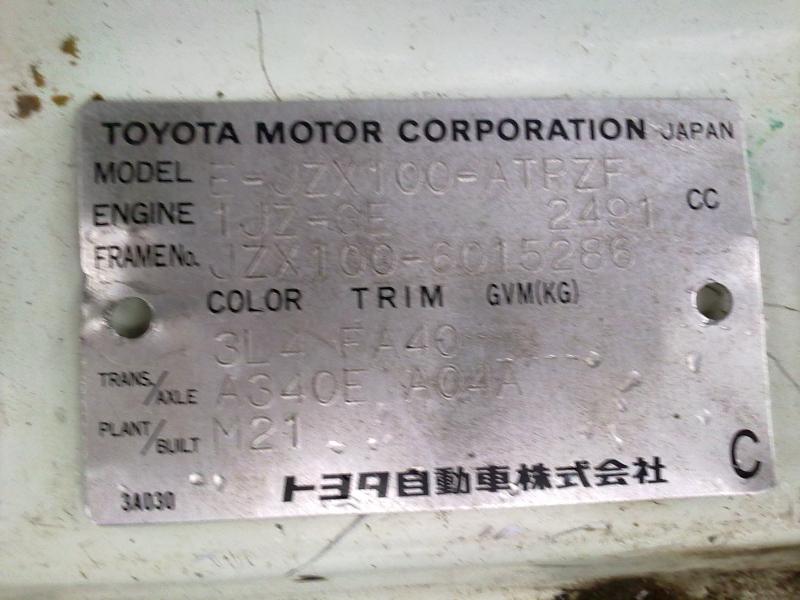 TOYOTA MOTOR CORPORATION JAPAN
MODEL E-JZX100-ATPZF
ENGINE 1JZ-GE 2491 CC
FRAME No. JZX100-6015286
COLOR TRIM GVM(KG)
3L4 FA40
TRANS./AXLE A340E A04A
PLANT/BUILT M21
3A030 トヨタ自動車株式会社 C